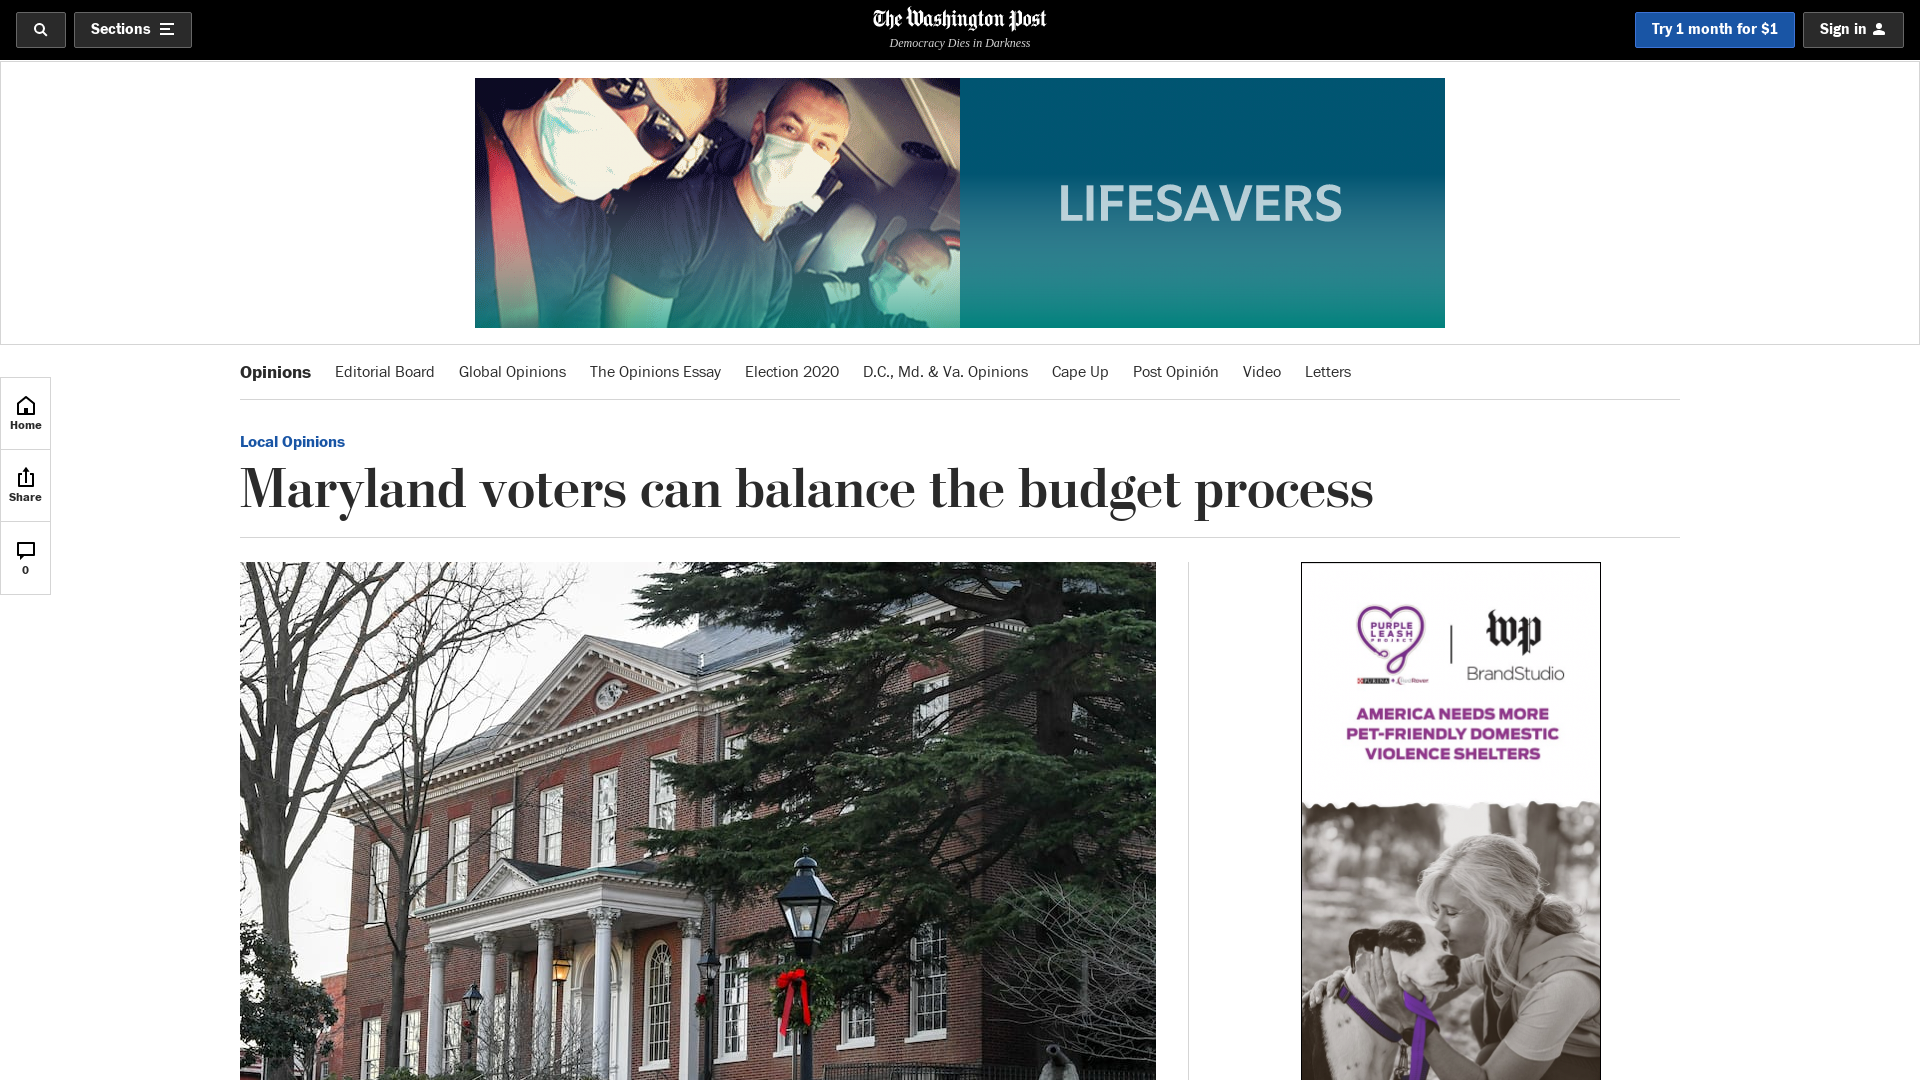 Sections
The Washington Post
Democracy Dies in Darkness
Try 1 month for $1
Sign in
LIFESAVERS
Opinions
Editorial Board
Global Opinions
The Opinions Essay
Election 2020
D.C., Md. & Va. Opinions
Cape Up
Post Opinión
Video
Letters
Home
Share
0
Local Opinions
Maryland voters can balance the budget process
PURPLE
LEASH
PROJECT
PURINA +
wp
BrandStudio
AMERICA NEEDS MORE
PET-FRIENDLY DOMESTIC
VIOLENCE SHELTERS